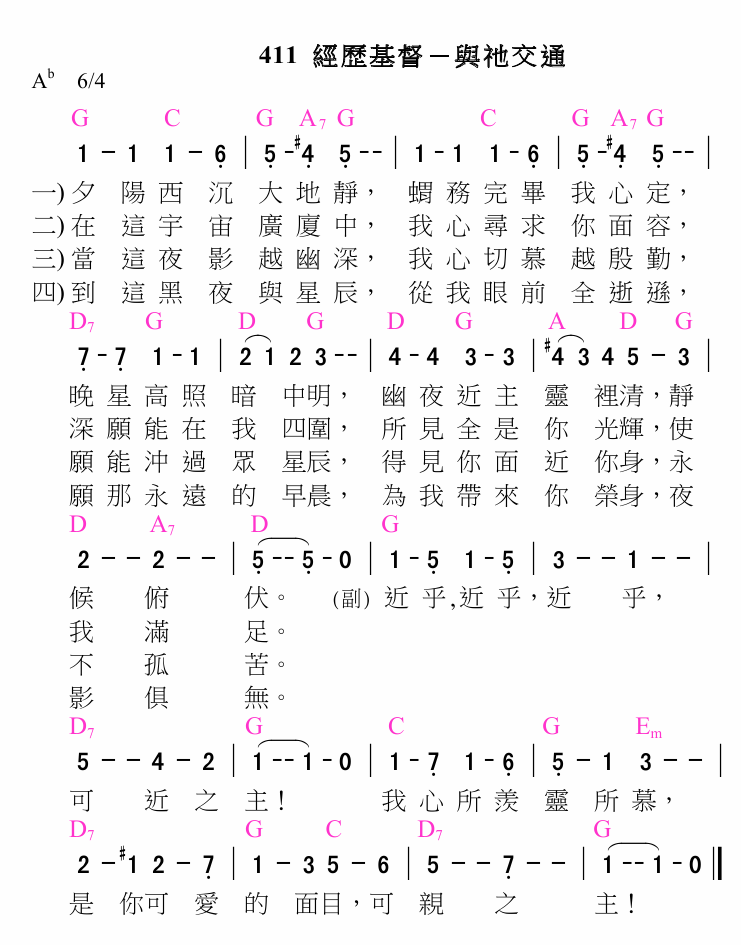 411 經歷基督－與祂交通
A♭ 6/4
G C G A7 G C G A7 G
1 – 1 1 – 6̣ | 5̣ - #4̣ 5̣ - - | 1 - 1 1 - 6̣ | 5̣ - #4̣ 5̣ - - |
一) 夕 陽 西 沉 大 地 靜， 蝟 務 完 畢 我 心 定，
二) 在 這 宇 宙 廣 廈 中， 我 心 尋 求 你 面 容，
三) 當 這 夜 影 越 幽 深， 我 心 切 慕 越 殷 勤，
四) 到 這 黑 夜 與 星 辰， 從 我 眼 前 全 逝 遜，
D7 G D G D G A D G
7̣ - 7̣ 1 - 1 | 2 1 2 3 - - | 4 - 4 3 - 3 | #4 3 4 5 – 3 |
晚 星 高 照 暗 中明， 幽 夜 近 主 靈 裡清，靜
深 願 能 在 我 四圍， 所 見 全 是 你 光輝，使
願 能 沖 過 眾 星辰， 得 見 你 面 近 你身，永
願 那 永 遠 的 早晨， 為 我 帶 來 你 榮身，夜
D A7 D G
2 – – 2 – – | 5̣ - - 5̣ - 0 | 1 - 5̣ 1 - 5̣ | 3 – – 1 – – |
候 俯 伏。 (副) 近 乎,近 乎，近 乎，
我 滿 足。
不 孤 苦。
影 俱 無。
D7 G C G Em
5 – – 4 – 2 | 1 - - 1 - 0 | 1 - 7̣ 1 - 6̣ | 5̣ – 1 3 – – |
可 近 之 主！ 我 心 所 羨 靈 所 慕，
D7 G C D7 G
2 – #1 2 – 7̣ | 1 – 3 5 – 6 | 5 – – 7̣ – – | 1 - - 1 - 0 ||
是 你可 愛 的 面目，可 親 之 主！